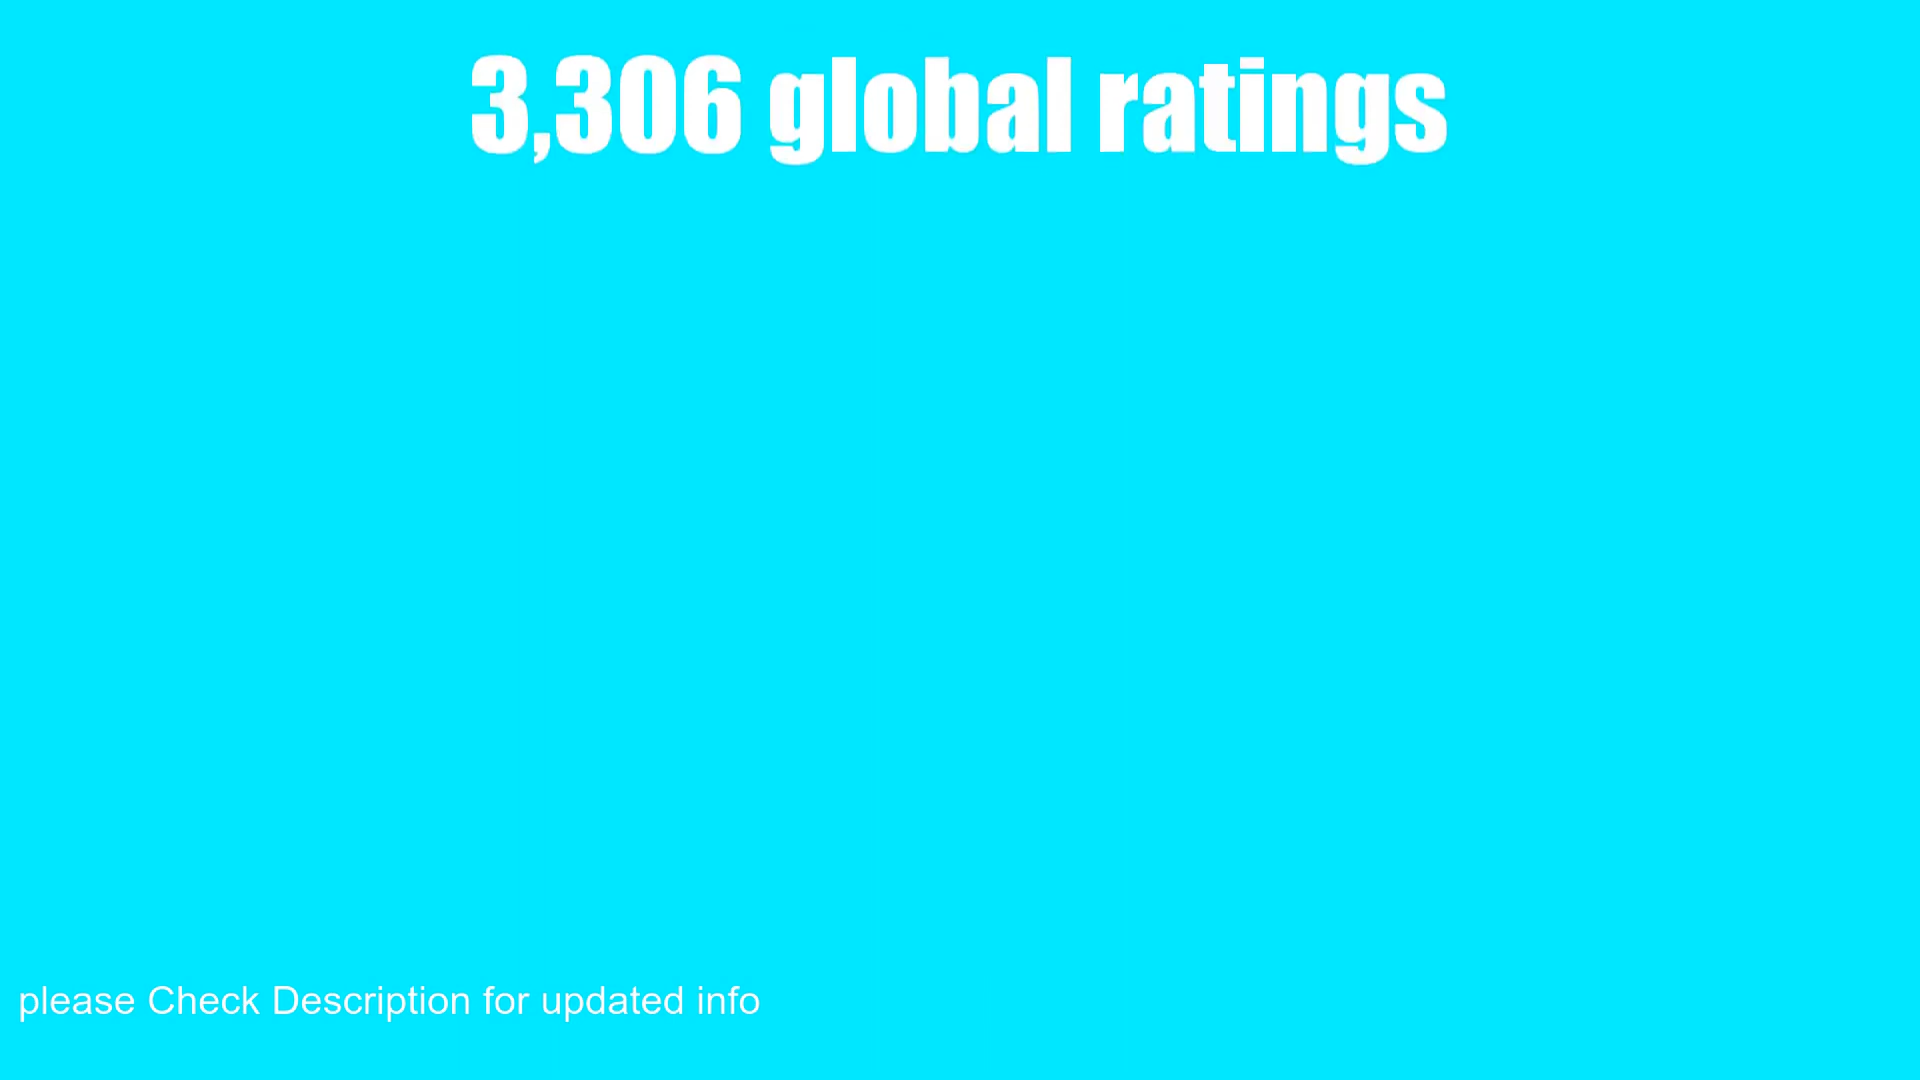 3,306 global ratings
please Check Description for updated info